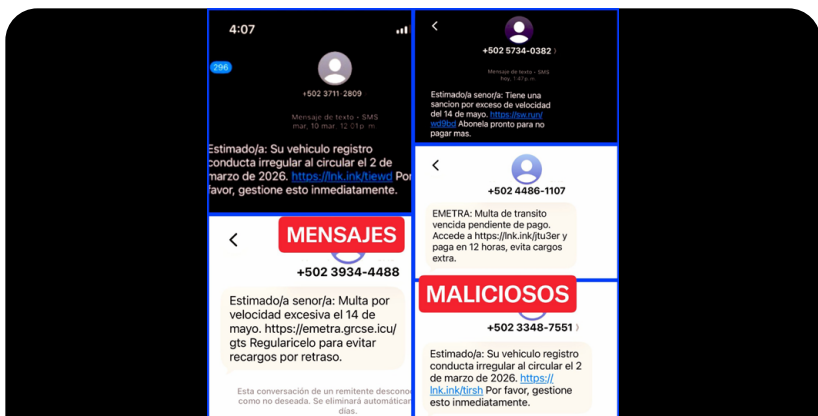 4:07
296
+502 3711-2809
Mensaje de texto • SMS
mar, 10 mar, 12:01 p. m.
Estimado/a: Su vehiculo registro
conducta irregular al circular el 2 de
marzo de 2026. https://lnk.ink/tiewd Por
favor, gestione esto inmediatamente.
MENSAJES
+502 3934-4488
Estimado/a senor/a: Multa por
velocidad excesiva el 14 de
mayo. https://emetra.grcse.icu/
gts Regularicelo para evitar
recargos por retraso.
Esta conversación de un remitente descono
como no deseada. Se eliminará automáticar
días.
+502 5734-0382
Mensaje de texto • SMS
hoy, 1:47 p. m.
Estimado/a senor/a: Tiene una
sancion por exceso de velocidad
del 14 de mayo. https://sw.run/
wd9bd Abonela pronto para no
pagar mas.
+502 4486-1107
EMETRA: Multa de transito
vencida pendiente de pago.
Accede a https://lnk.ink/jtu3er y
paga en 12 horas, evita cargos
extra.
MALICIOSOS
+502 3348-7551
Estimado/a: Su vehiculo registro
conducta irregular al circular el 2
de marzo de 2026. https://
lnk.ink/tirsh Por favor, gestione
esto inmediatamente.